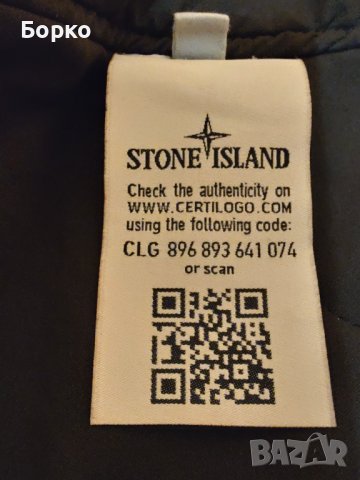 Борко
STONE ISLAND
Check the authenticity on
WWW.CERTILOGO.COM
using the following code:
CLG 896 893 641 074
or scan
BAZAR